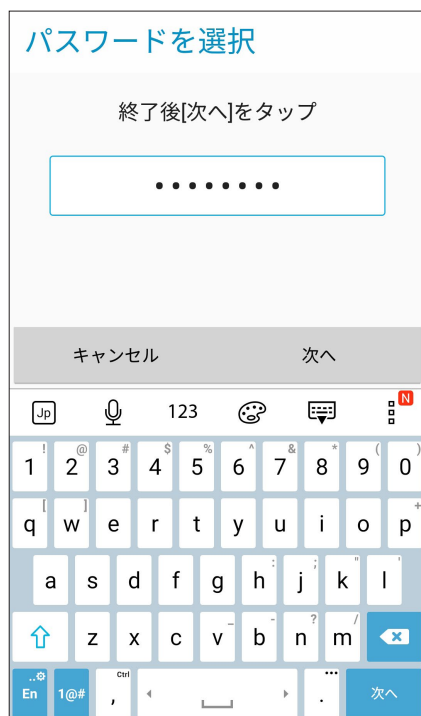 パスワードを選択
終了後[次へ]をタップ
••••••••
キャンセル 次へ
Jp 123 N
! @ # $ % ^ & * ( )
1 2 3 4 5 6 7 8 9 0
[ ] +
q w e r t y u i o p
: ; " '
a s d f g h j k l
_ - ? /
z x c v b n m
Ctrl
En 1@# , . 次へ